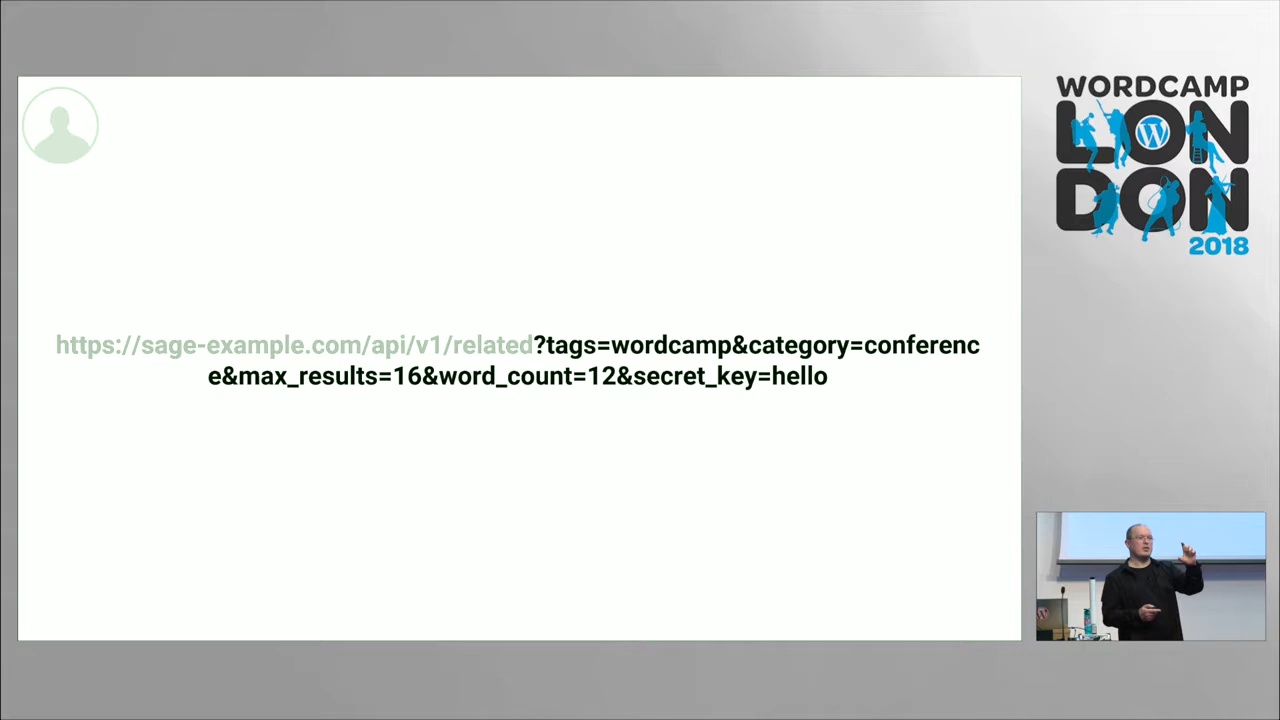 https://sage-example.com/api/v1/related?tags=wordcamp&category=conferenc
e&max_results=16&word_count=12&secret_key=hello
WORDCAMP
LON
DON
2018